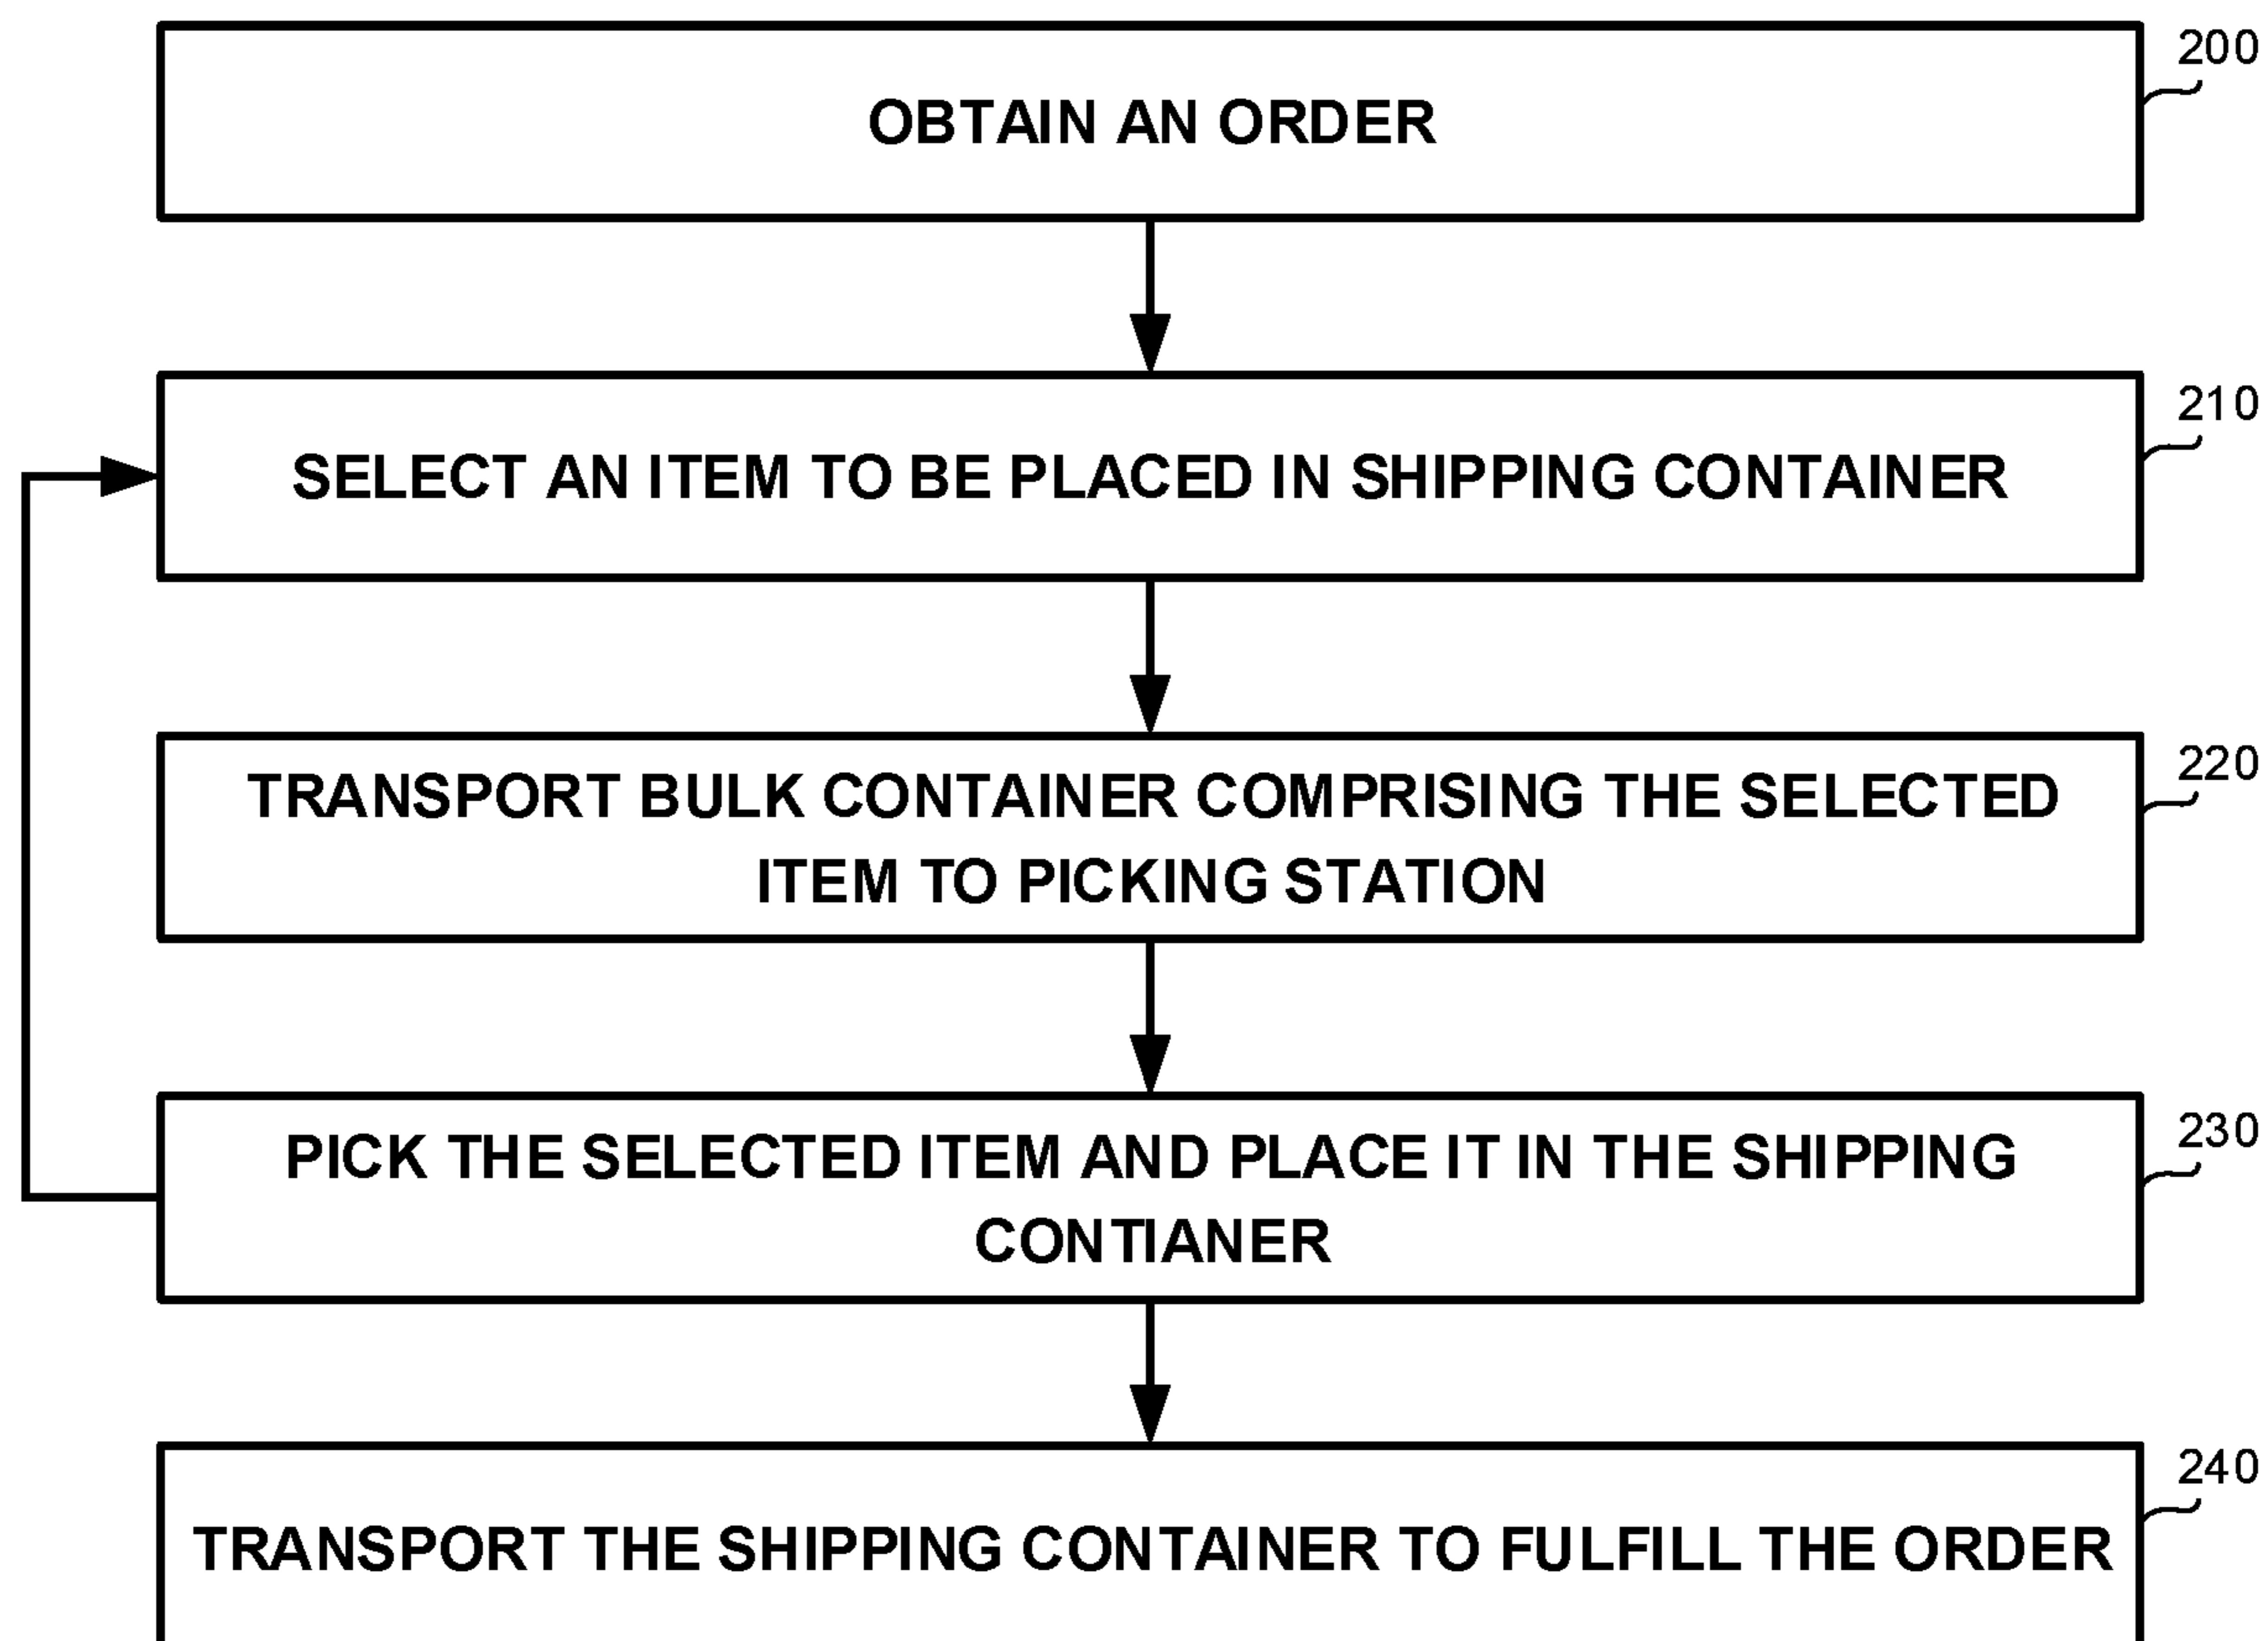 200
OBTAIN AN ORDER
210
SELECT AN ITEM TO BE PLACED IN SHIPPING CONTAINER
220
TRANSPORT BULK CONTAINER COMPRISING THE SELECTED
ITEM TO PICKING STATION
230
PICK THE SELECTED ITEM AND PLACE IT IN THE SHIPPING
CONTIANER
240
TRANSPORT THE SHIPPING CONTAINER TO FULFILL THE ORDER